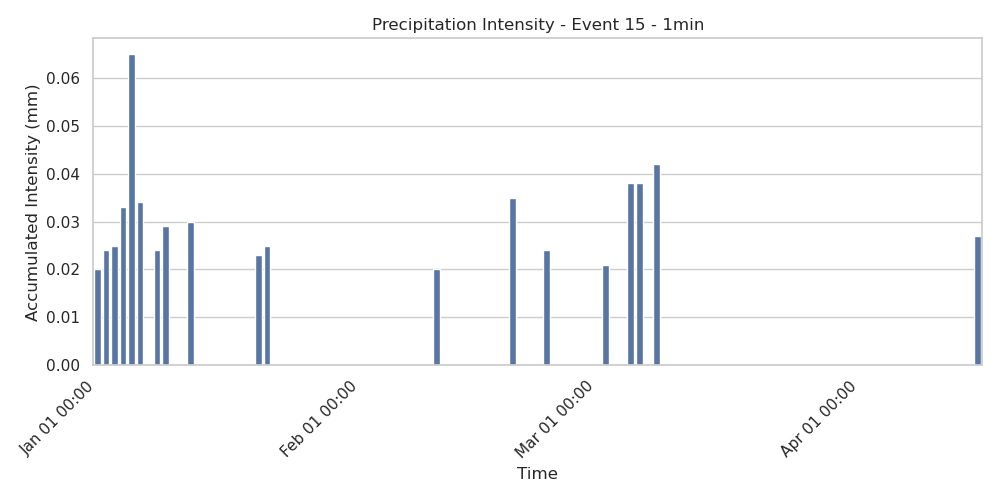 Precipitation Intensity - Event 15 - 1min
Accumulated Intensity (mm)
0.06
0.05
0.04
0.03
0.02
0.01
0.00
Jan 01 00:00
Feb 01 00:00
Mar 01 00:00
Apr 01 00:00
Time